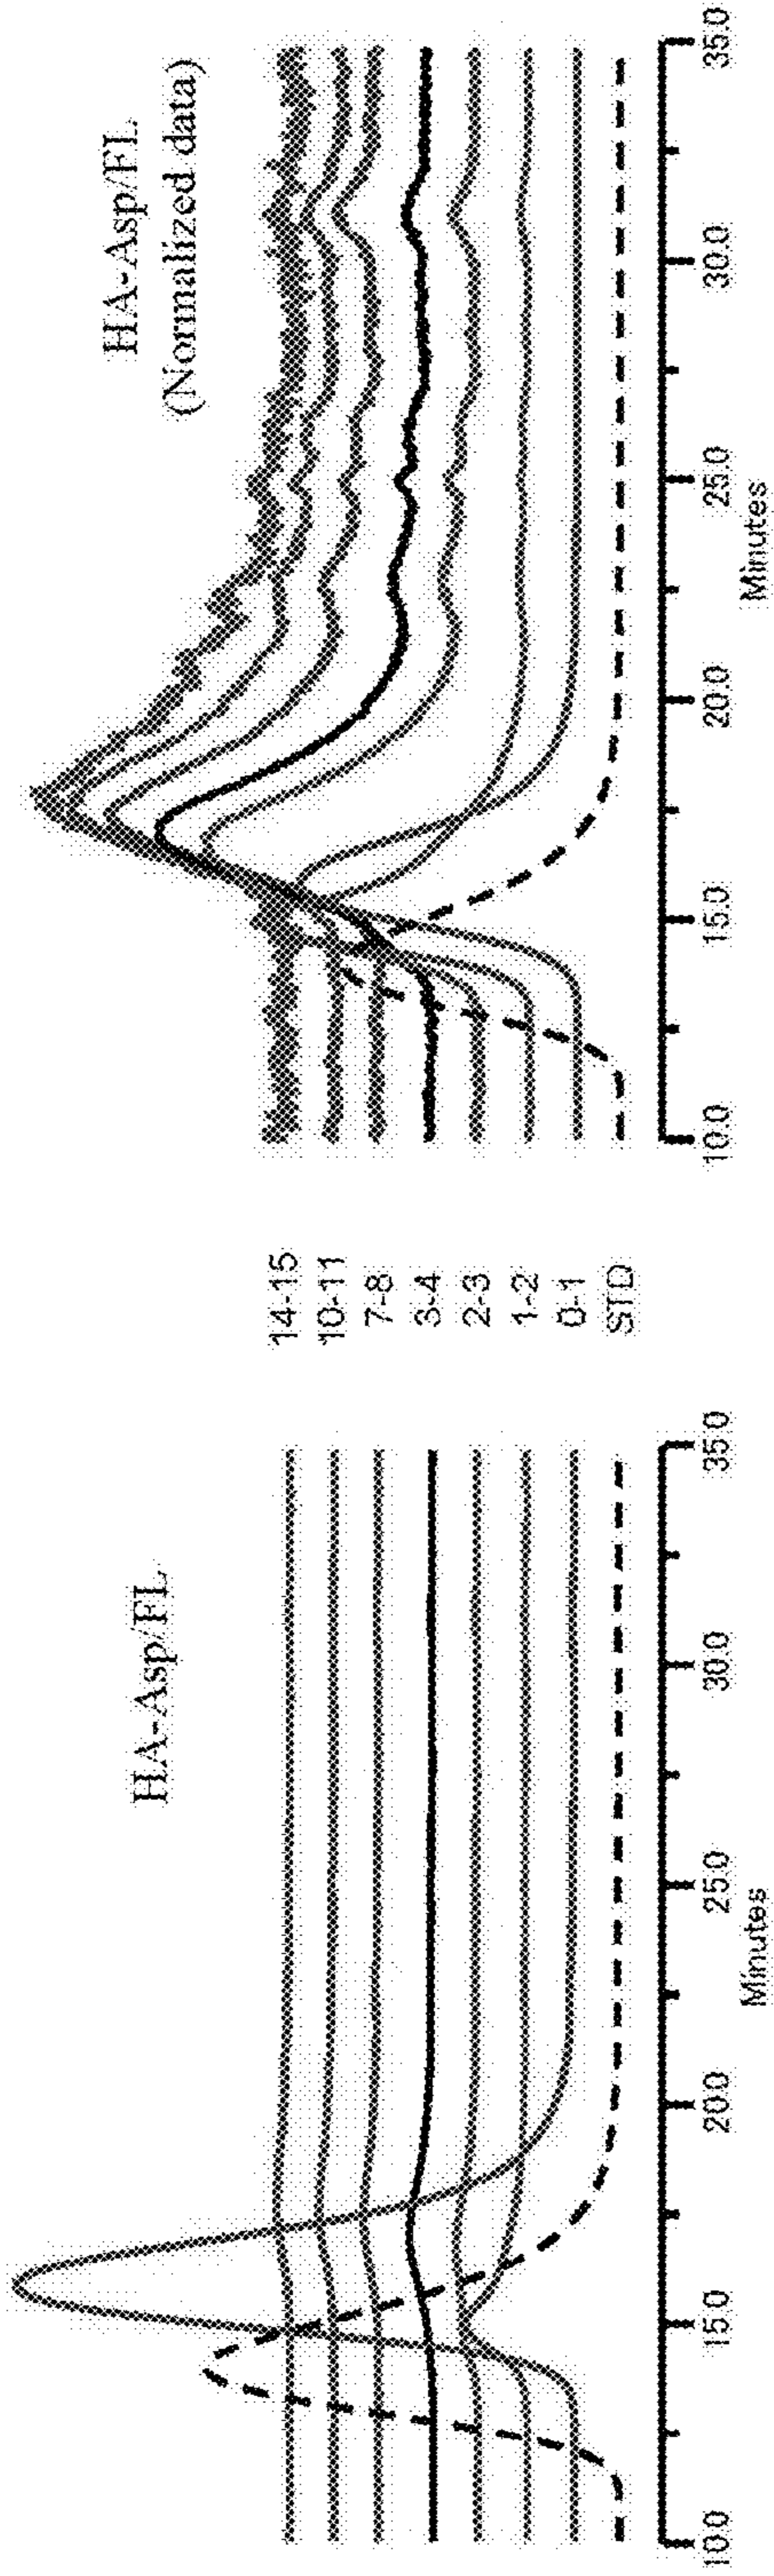 HA-Asp/FL
10.0 15.0 20.0 25.0 30.0 35.0
Minutes
14-15
10-11
7-8
3-4
2-3
1-2
0-1
STD
HA-Asp/FL
(Normalized data)
10.0 15.0 20.0 25.0 30.0 35.0
Minutes